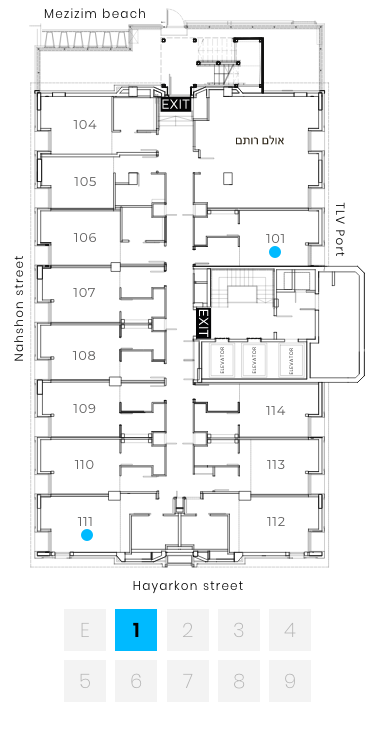 Mezizim beach
EXIT
104
אולם רותם
105
TLV Port
106
101
Nahshon street
107
EXIT
108
ELEVATOR
ELEVATOR
ELEVATOR
109
114
110
113
111
112
Hayarkon street
E 1 2 3 4
5 6 7 8 9